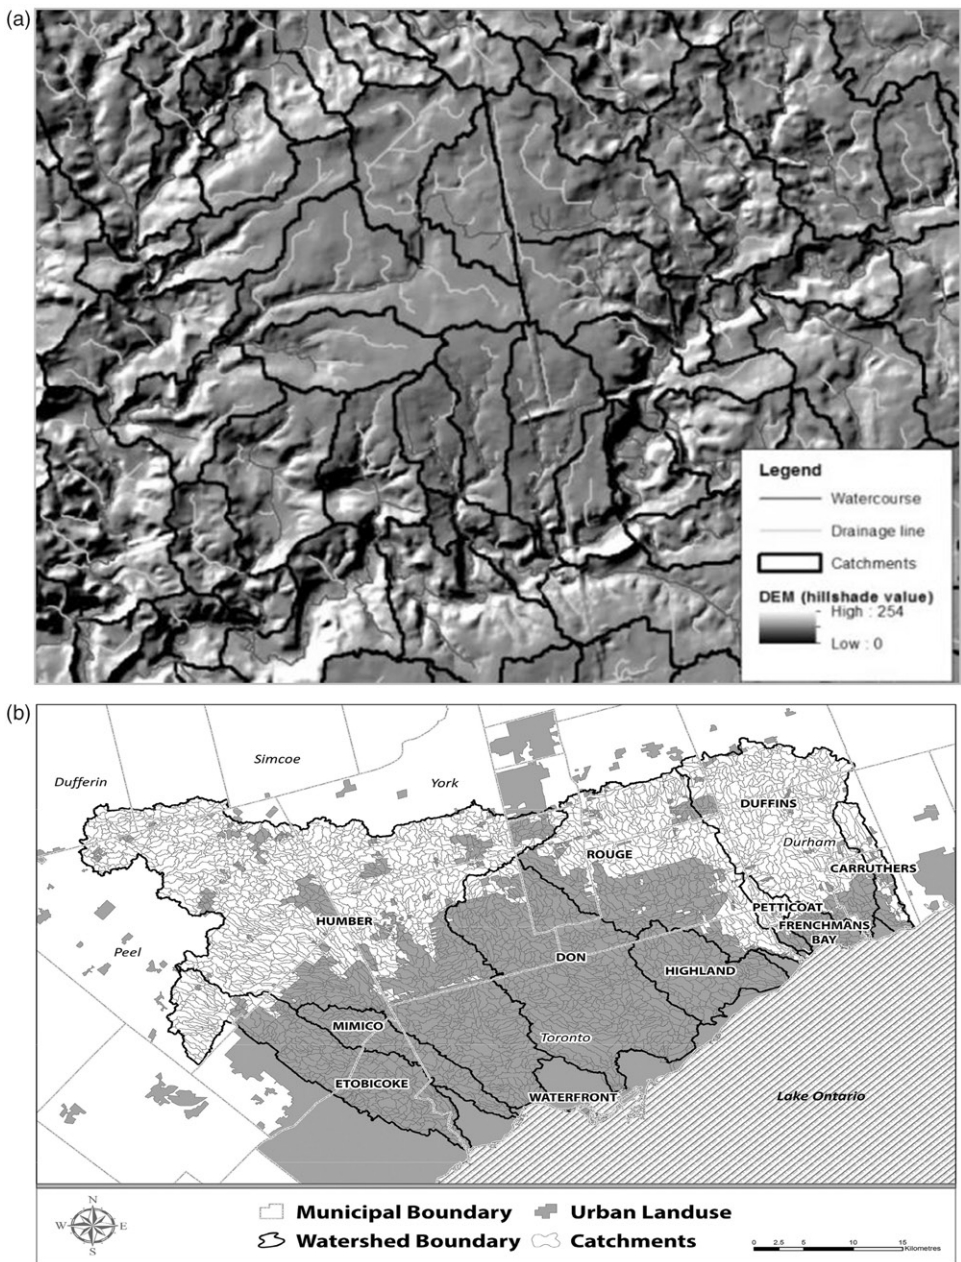 (a)
Legend
Watercourse
Drainage line
Catchments
DEM (hillshade value)
High : 254
Low : 0
(b)
Simcoe
Dufferin
York
DUFFINS
Durham
ROUGE
CARRUTHERS
PETTICOAT
HUMBER
FRENCHMANS
BAY
Peel
DON
HIGHLAND
MIMICO
Toronto
ETOBICOKE
WATERFRONT
Lake Ontario
N
W E
S
Municipal Boundary Urban Landuse
Watershed Boundary Catchments
0 2.5 5 10 15
Kilometres